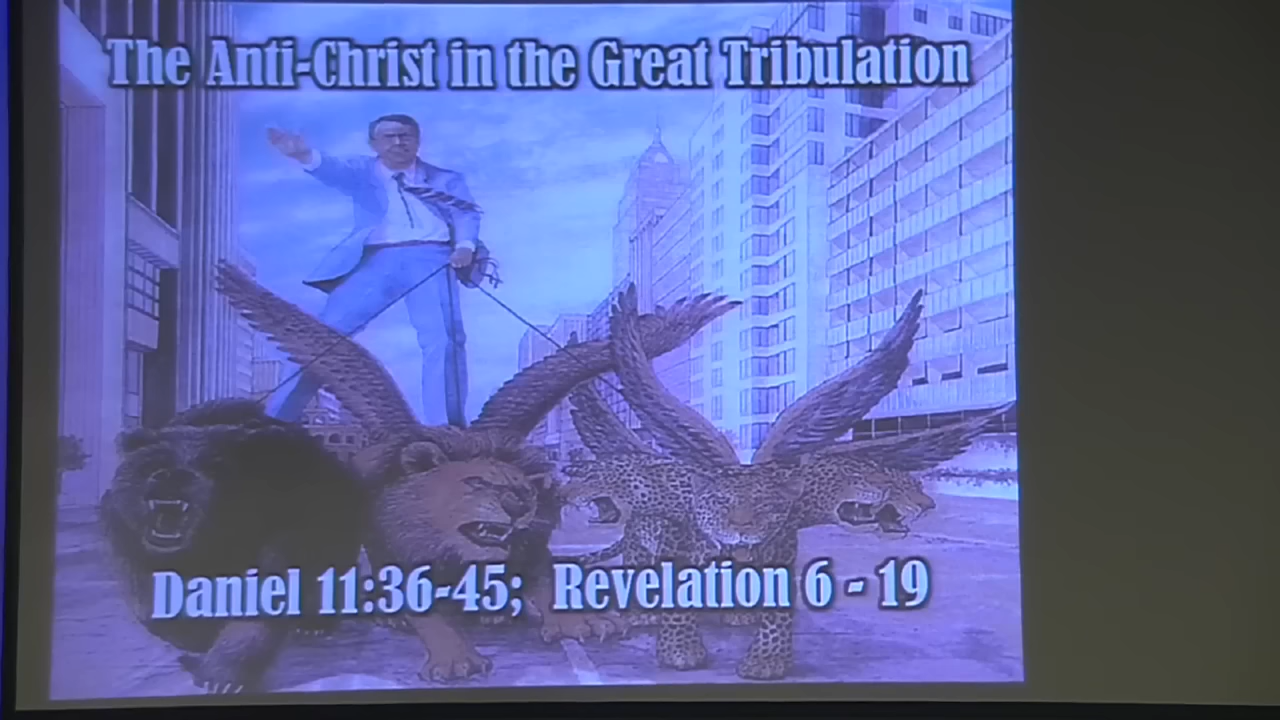 The Anti-Christ in the Great Tribulation
Daniel 11:36-45; Revelation 6 - 19